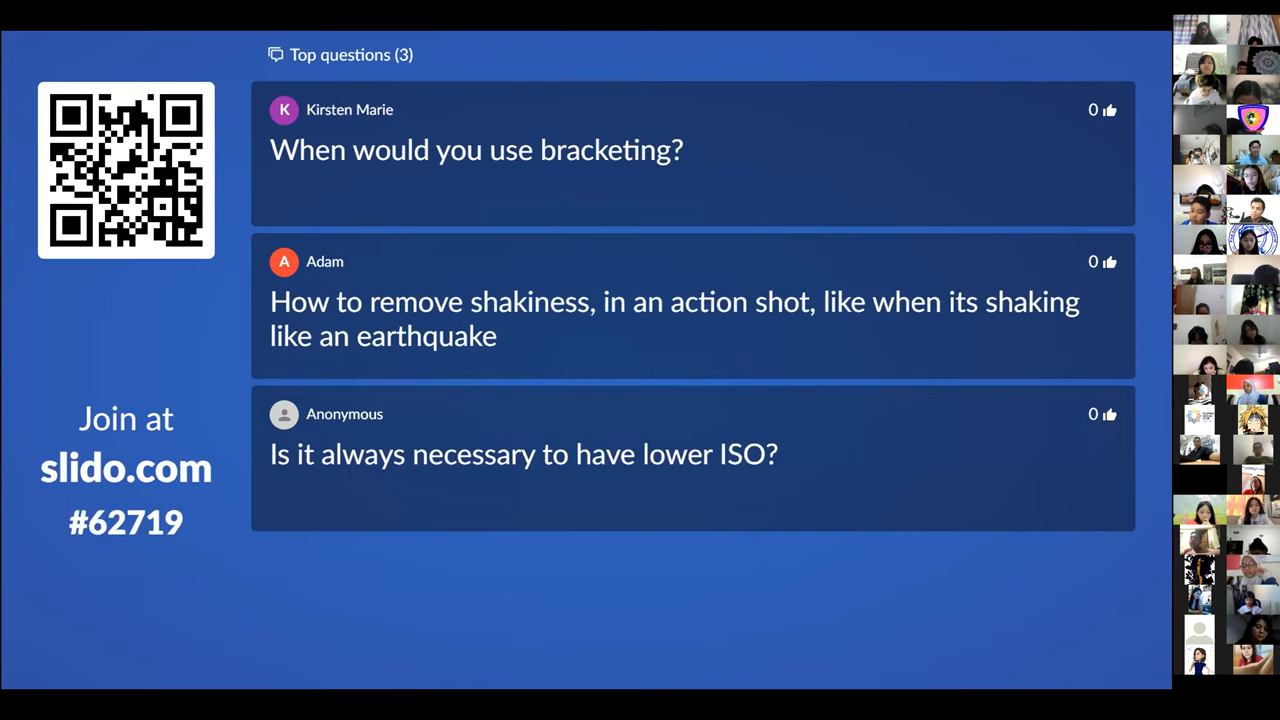 Top questions (3)
K Kirsten Marie 0
When would you use bracketing?
A Adam 0
How to remove shakiness, in an action shot, like when its shaking
like an earthquake
Anonymous 0
Is it always necessary to have lower ISO?
Join at
slido.com
#62719